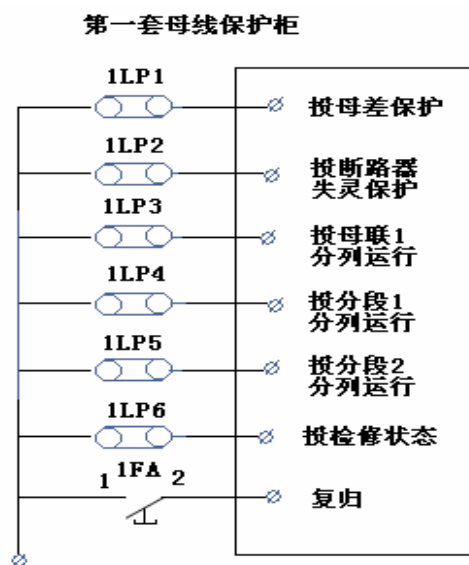 第一套母线保护柜
1LP1
投母差保护
1LP2
投断路器
失灵保护
1LP3
投母联1
分列运行
1LP4
投分段1
分列运行
1LP5
投分段2
分列运行
1LP6
投检修状态
1 1FA 2
复归